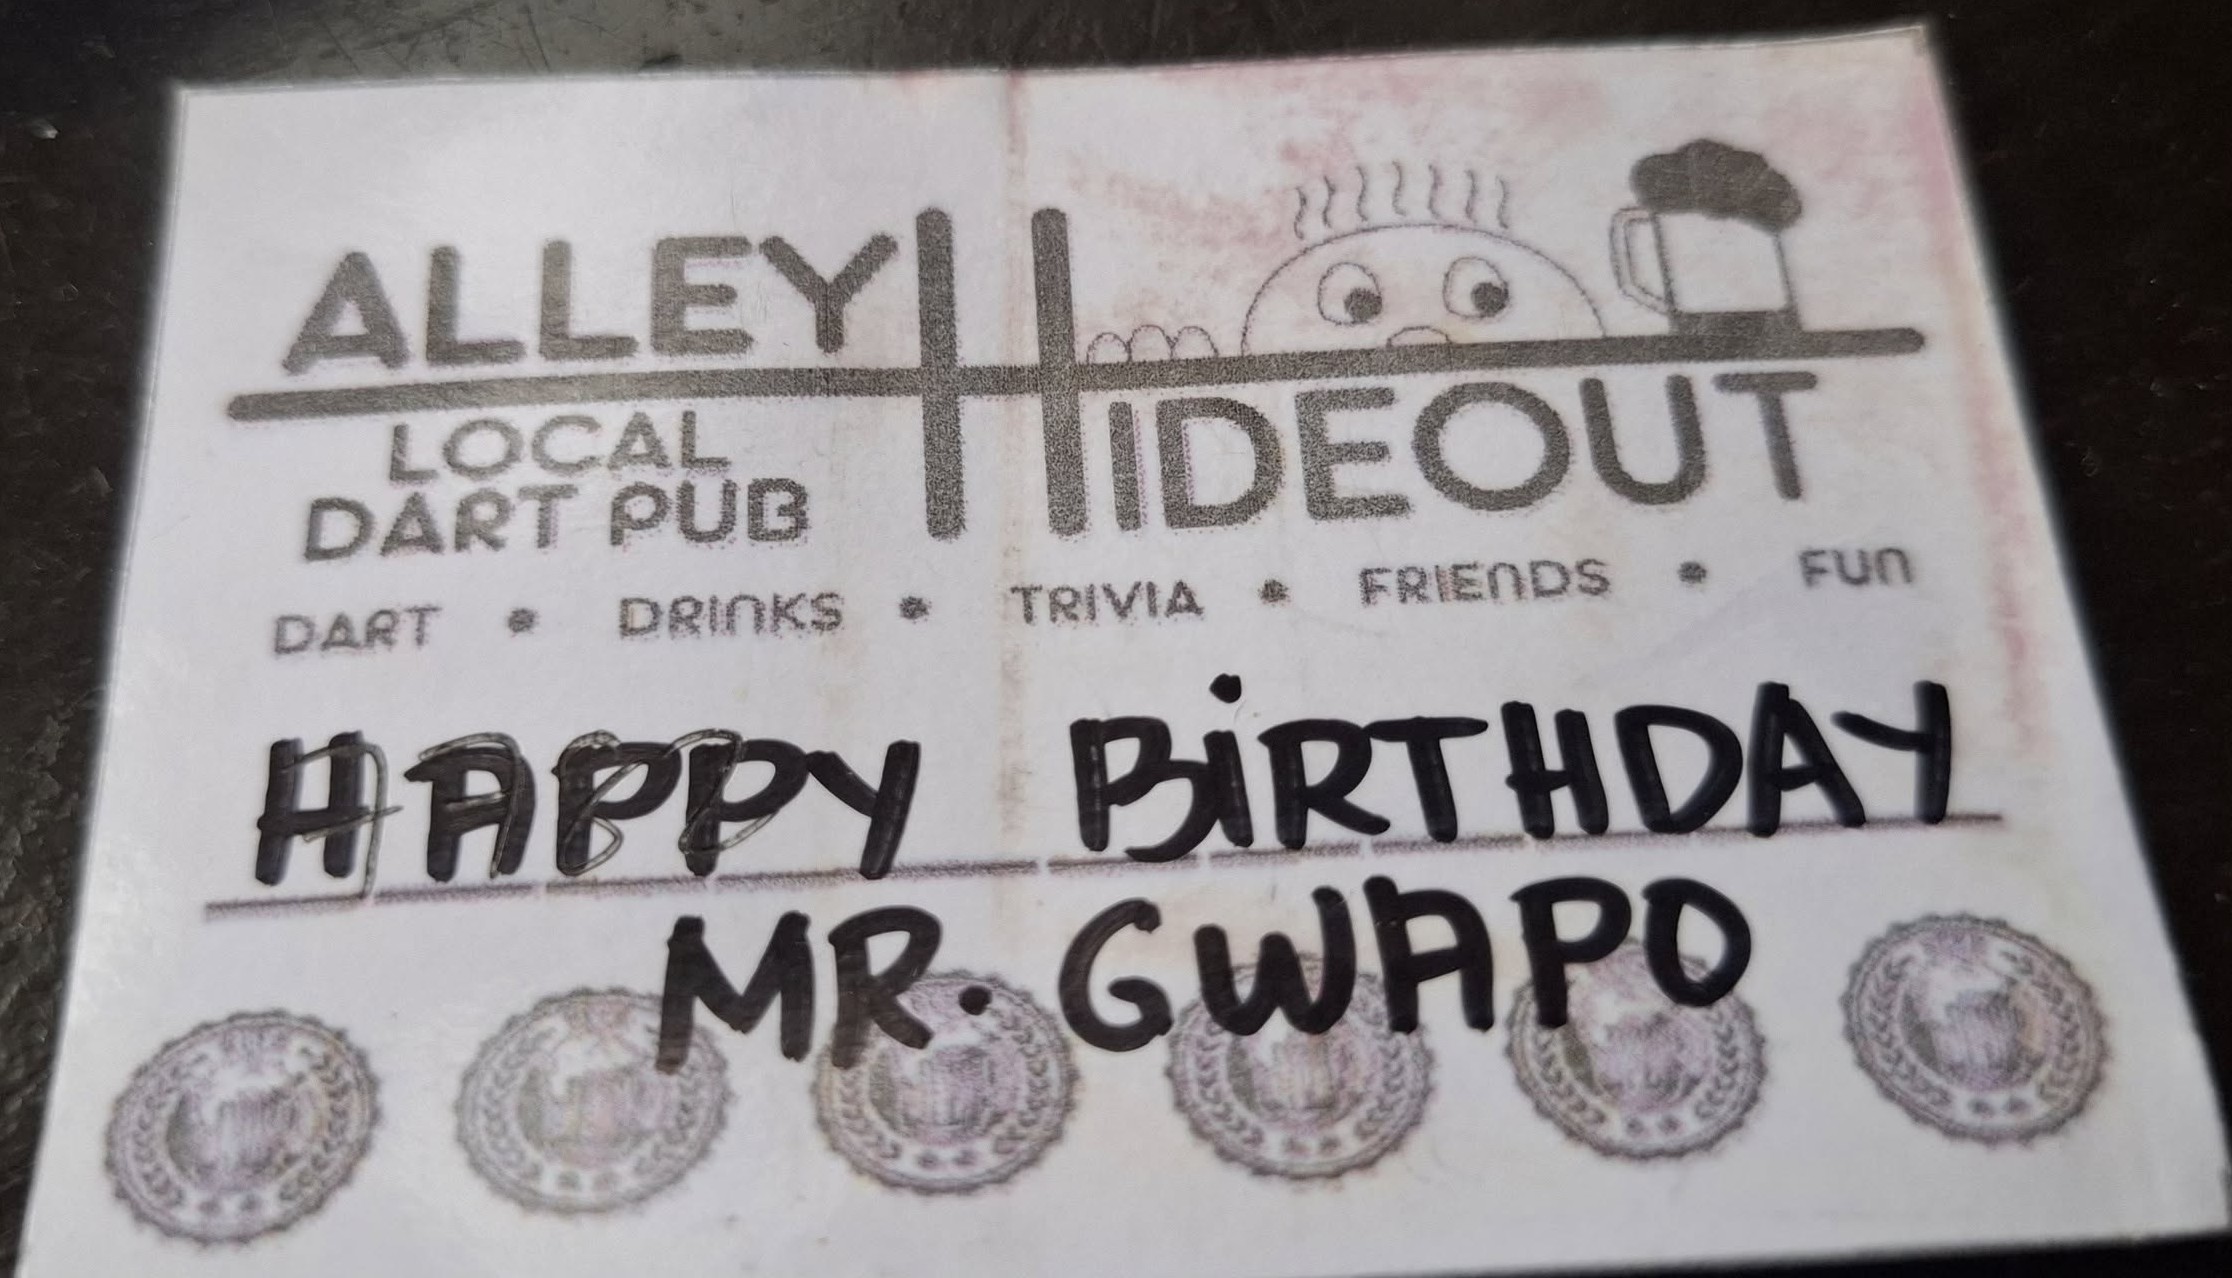 ALLEY HIDEOUT
LOCAL
DART PUB
DART • DRINKS • TRIVIA • FRIENDS • FUN
HAPPY BiRTHDAY
MR. GWAPO